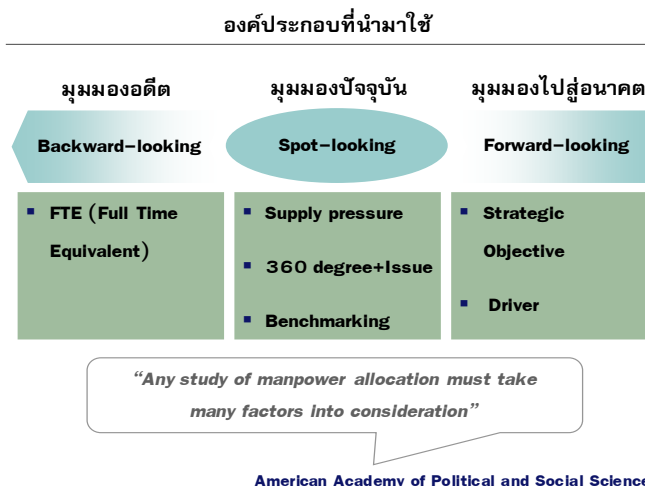 องค์ประกอบที่นำมาใช้
มุมมองอดีต
มุมมองปัจจุบัน
มุมมองไปสู่อนาคต
Backward-looking
Spot-looking
Forward-looking
FTE (Full Time
Equivalent)
Supply pressure
360 degree+Issue
Benchmarking
Strategic
Objective
Driver
“Any study of manpower allocation must take
many factors into consideration”
American Academy of Political and Social Science